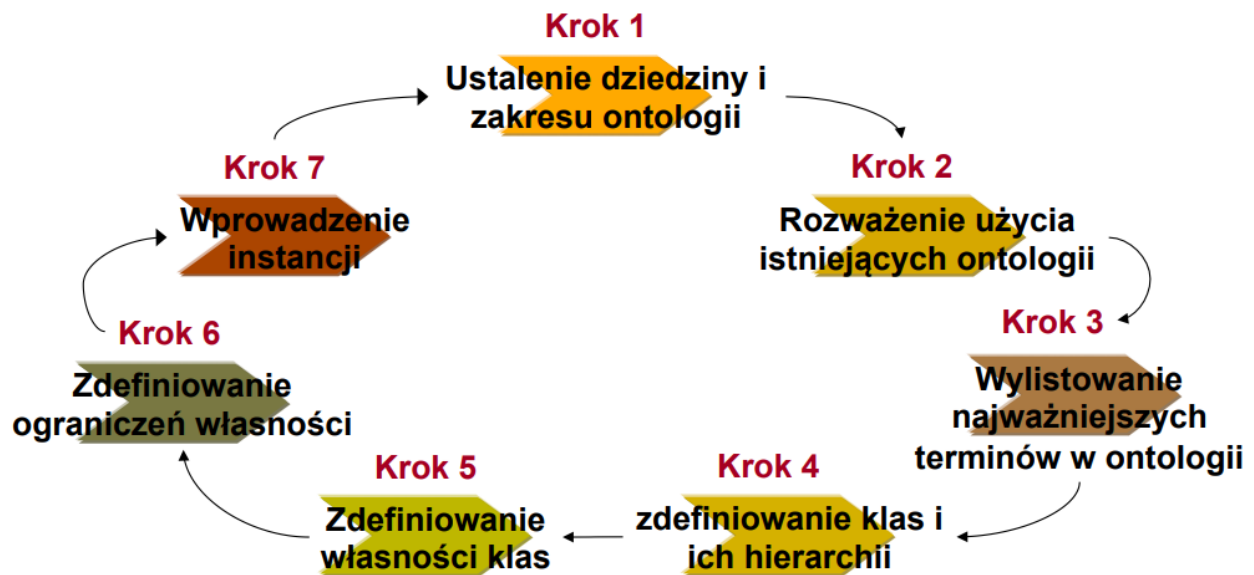 Krok 1
Ustalenie dziedziny i
zakresu ontologii
Krok 2
Rozważenie użycia
istniejących ontologii
Krok 3
Wylistowanie
najważniejszych
terminów w ontologii
Krok 4
zdefiniowanie klas i
ich hierarchii
Krok 5
Zdefiniowanie
własności klas
Krok 6
Zdefiniowanie
ograniczeń własności
Krok 7
Wprowadzenie
instancji